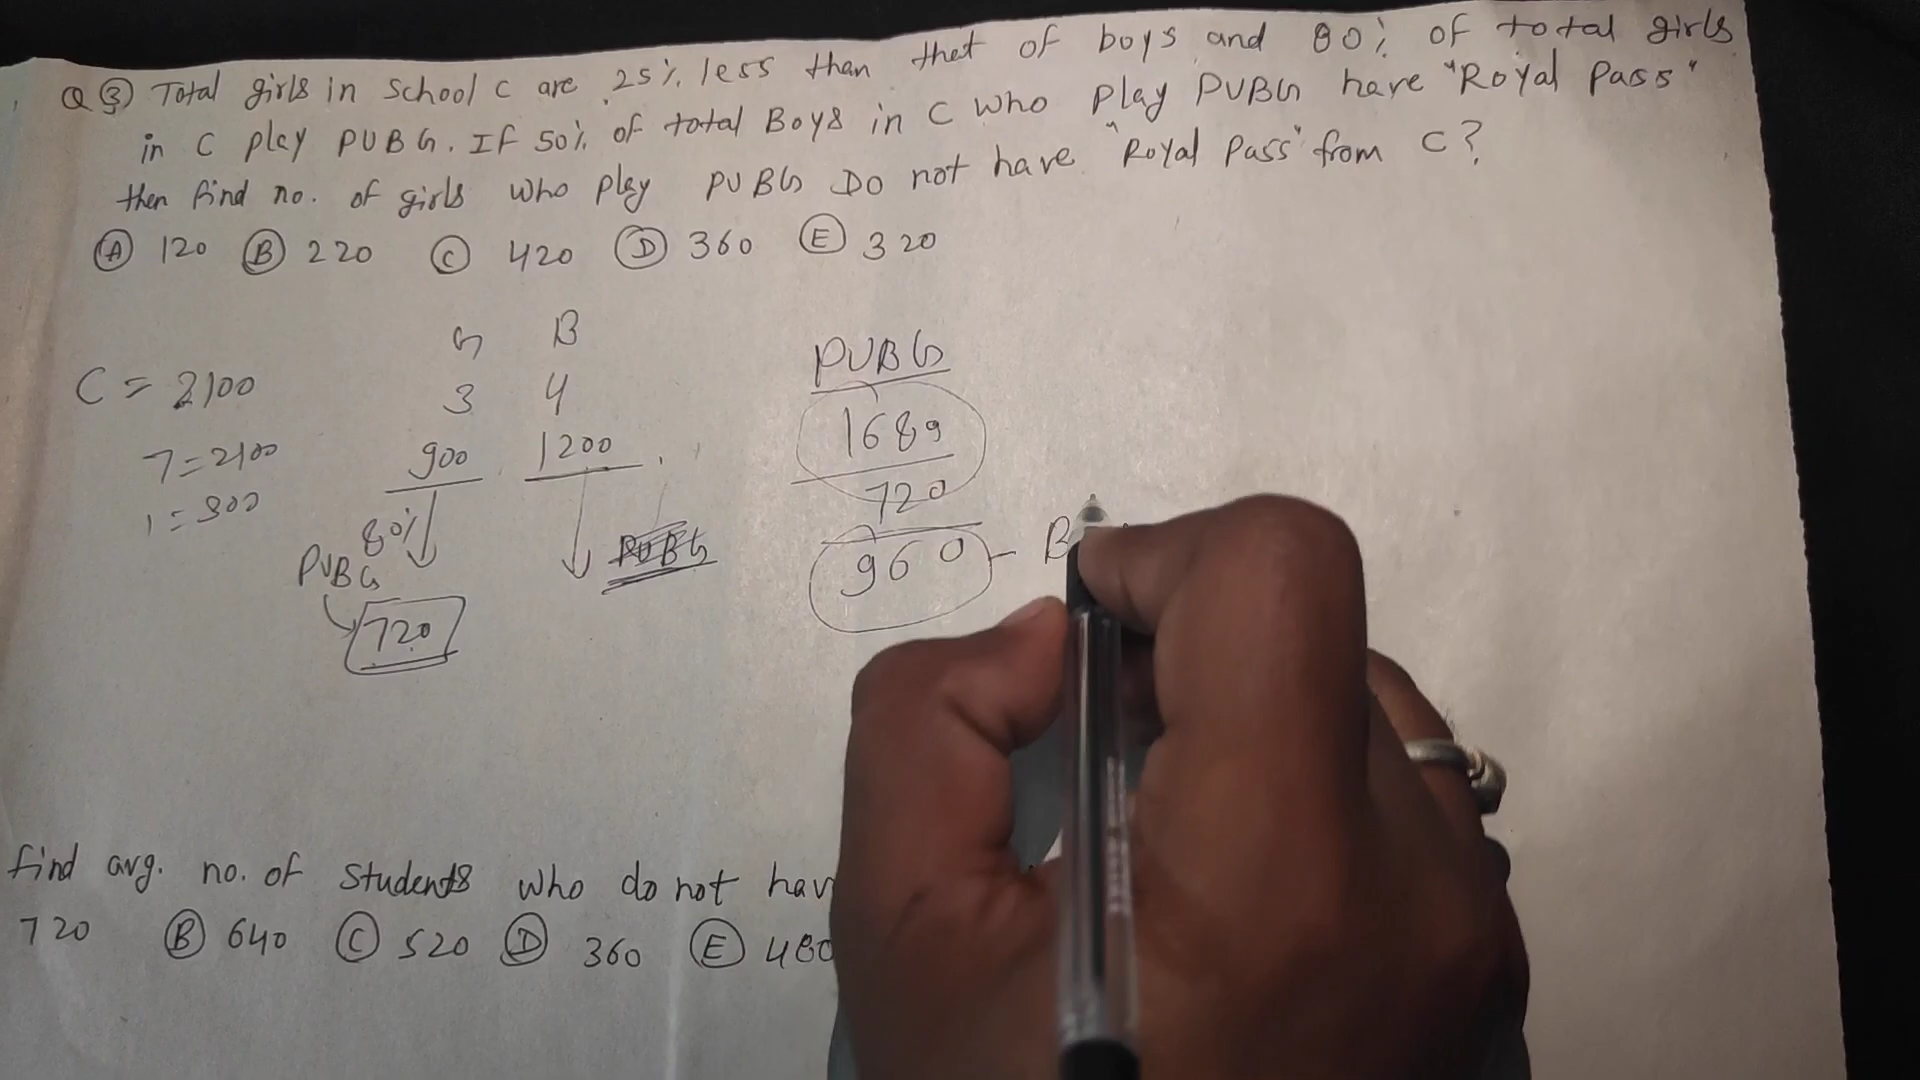 Q③ Total girls in school C are 25% less than that of boys and 80% of total girls
in C play PUBG. If 50% of total Boys in C who Play PUBG have "Royal Pass"
then find no. of girls who play PUBG Do not have "Royal Pass" from C?
Ⓐ 120 Ⓑ 220 Ⓒ 420 Ⓓ 360 Ⓔ 320
G B
PUBG
C = 2100
3 4
1680
7=2100
900 1200
1=300
720
80%
PUBG
PUBG
960 - B
720
find avg. no. of students who do not hav
720 Ⓑ 640 Ⓒ 520 Ⓓ 360 Ⓔ 480